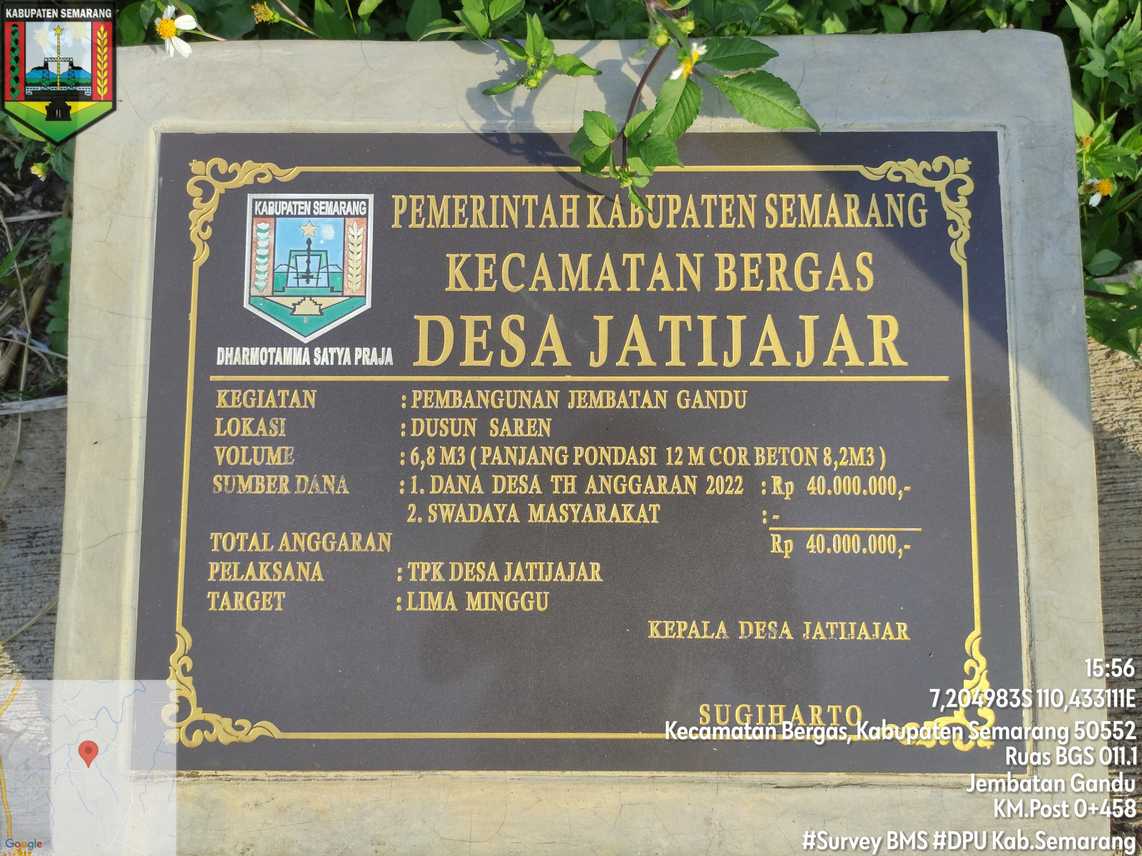 KABUPATEN SEMARANG
KABUPATEN SEMARANG
DHARMOTAMMA SATYA PRAJA
PEMERINTAH KABUPATEN SEMARANG
KECAMATAN BERGAS
DESA JATIJAJAR
KEGIATAN : PEMBANGUNAN JEMBATAN GANDU
LOKASI : DUSUN SAREN
VOLUME : 6,8 M3 ( PANJANG PONDASI 12 M COR BETON 8,2M3 )
SUMBER DANA : 1. DANA DESA TH ANGGARAN 2022 : Rp 40.000.000,-
2. SWADAYA MASYARAKAT : -
TOTAL ANGGARAN Rp 40.000.000,-
PELAKSANA : TPK DESA JATIJAJAR
TARGET : LIMA MINGGU
KEPALA DESA JATIJAJAR
SUGIHARTO
15:56
7,204983S 110,433111E
Kecamatan Bergas, Kabupaten Semarang 50552
Ruas BGS 011.1
Jembatan Gandu
KM.Post 0+458
#Survey BMS #DPU Kab.Semarang
Google